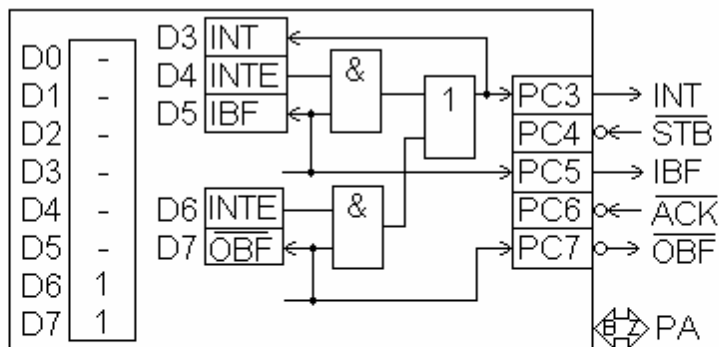 D0 -
D1 -
D2 -
D3 -
D4 -
D5 -
D6 1
D7 1
D3 INT
D4 INTE
D5 IBF
&
1
D6 INTE
D7 OBF
&
PC3 INT
PC4 STB
PC5 IBF
PC6 ACK
PC7 OBF
B Z PA